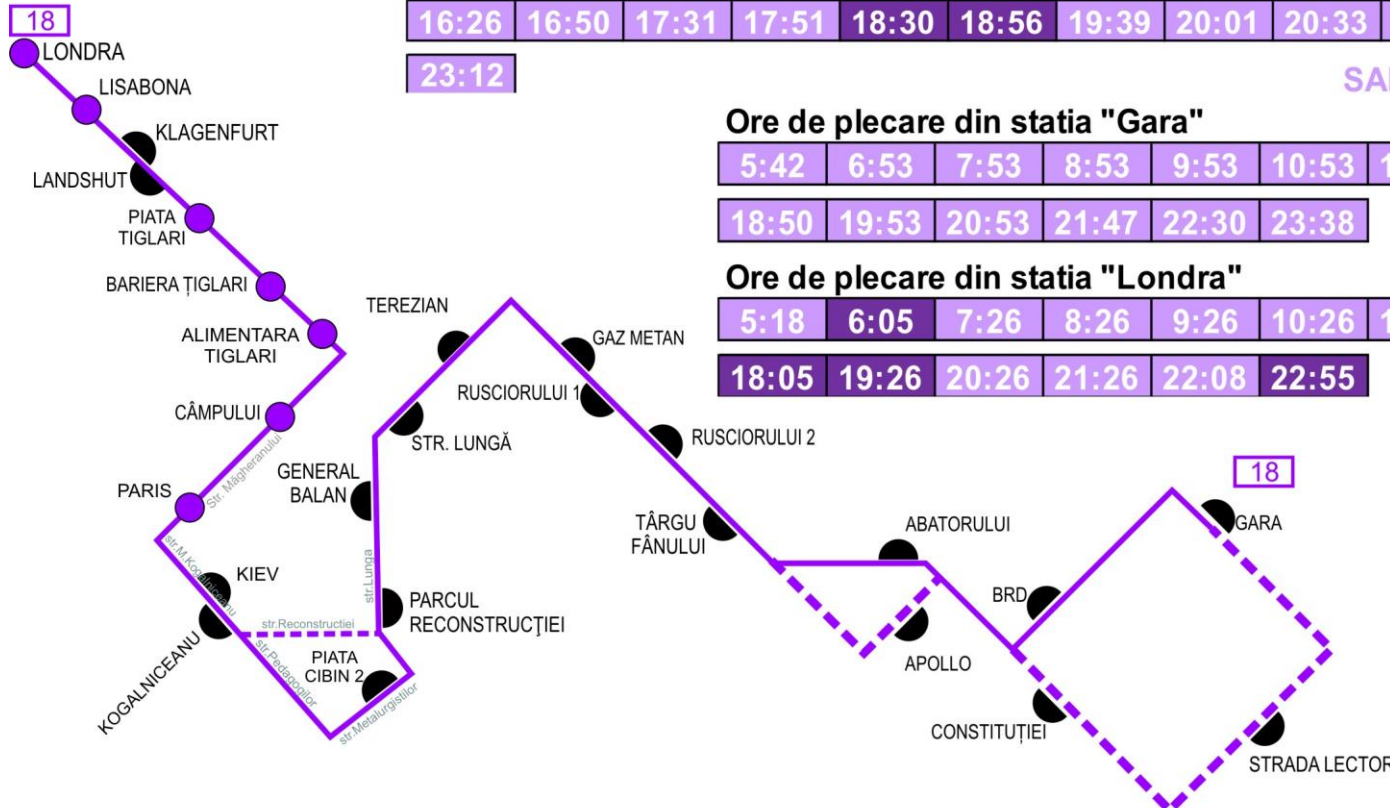 18
16:26 16:50 17:31 17:51 18:30 18:56 19:39 20:01 20:33
23:12
LONDRA
LISABONA
KLAGENFURT
LANDSHUT
PIATA
TIGLARI
BARIERA ȚIGLARI
ALIMENTARA
TIGLARI
CÂMPULUI
Str. Măgheranului
PARIS
str.M.Kogalniceanu
KIEV
KOGALNICEANU
str.Reconstructiei
str.Pedagogilor
PIATA
CIBIN 2
str.Metalurgistilor
PARCUL
RECONSTRUCŢIEI
str.Lunga
GENERAL
BALAN
STR. LUNGĂ
TEREZIAN
GAZ METAN
RUSCIORULUI 1
RUSCIORULUI 2
TÂRGU
FÂNULUI
ABATORULUI
APOLLO
BRD
CONSTITUȚIEI
18
GARA
STRADA LECTOR
Ore de plecare din statia "Gara"
5:42 6:53 7:53 8:53 9:53 10:53 1
18:50 19:53 20:53 21:47 22:30 23:38
Ore de plecare din statia "Londra"
5:18 6:05 7:26 8:26 9:26 10:26 1
18:05 19:26 20:26 21:26 22:08 22:55